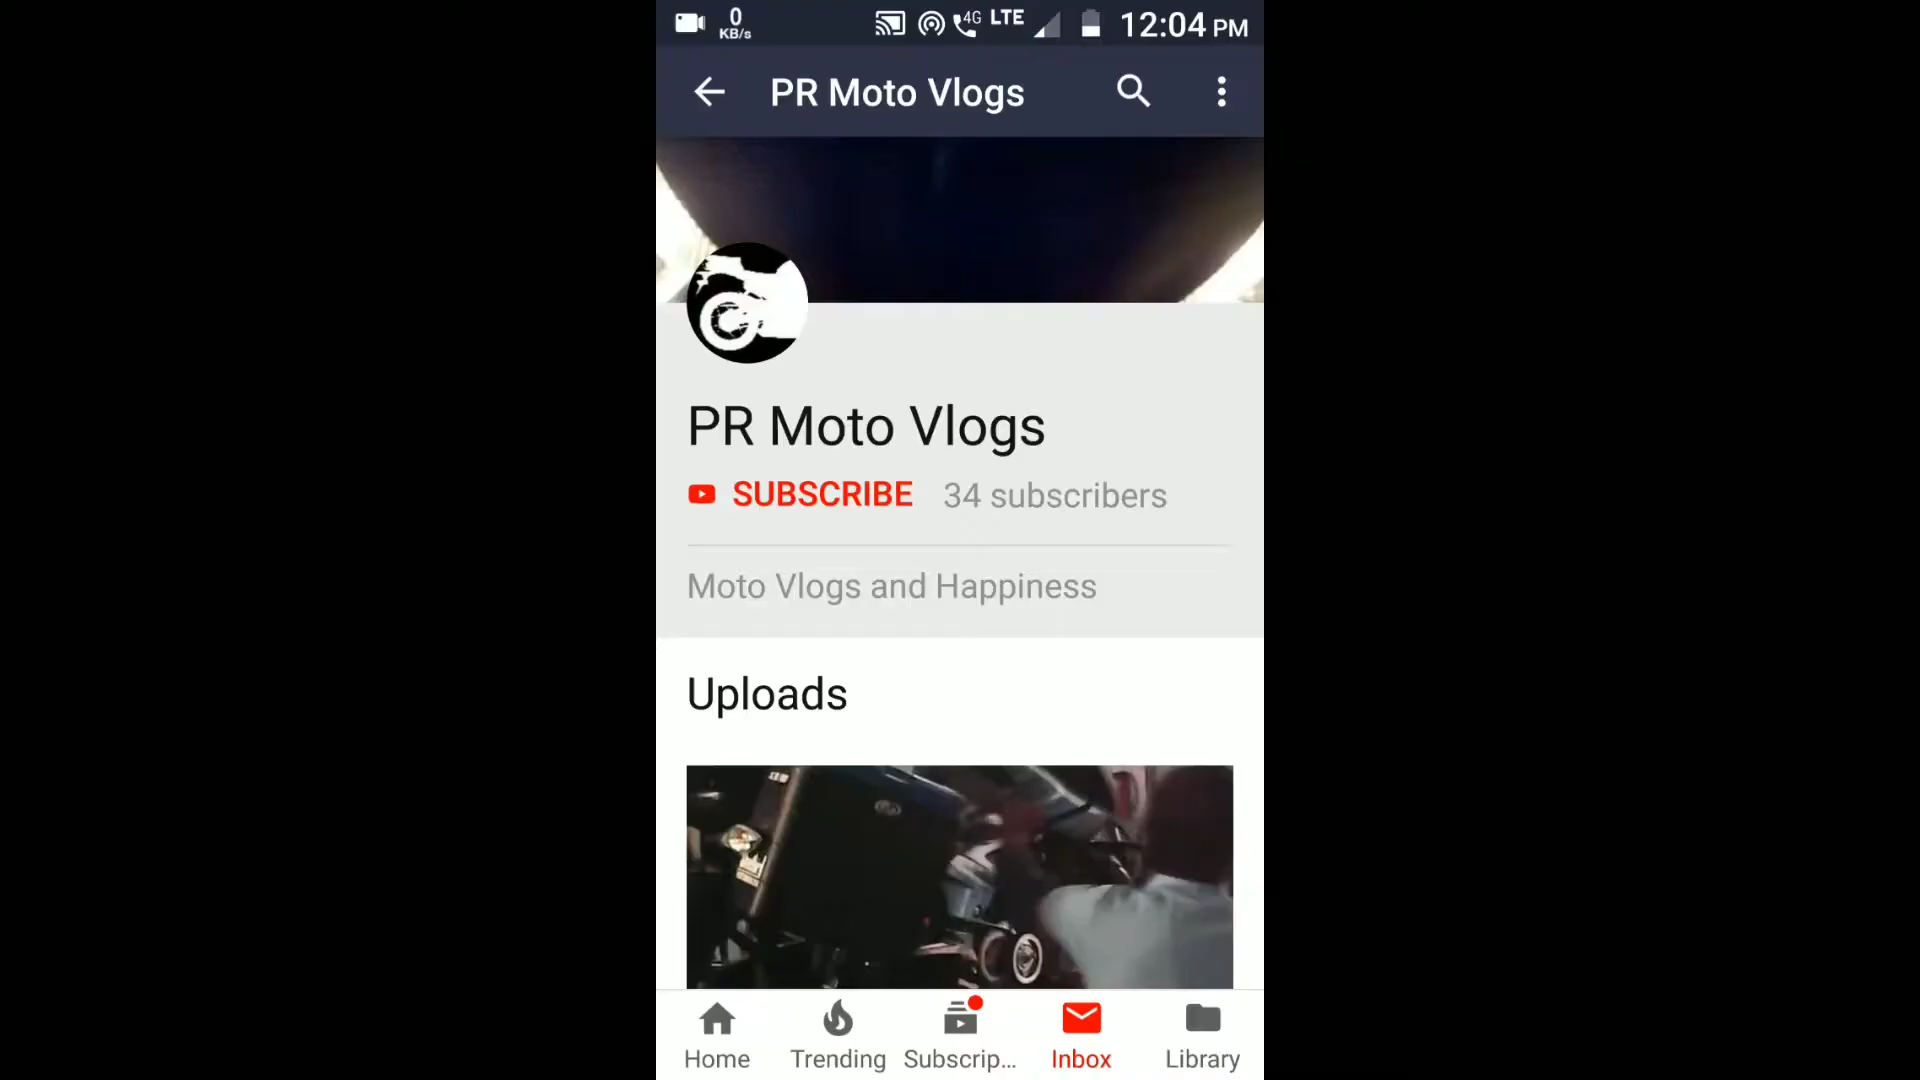 0
KB/s
4G LTE
12:04 PM
PR Moto Vlogs
PR Moto Vlogs
SUBSCRIBE 34 subscribers
Moto Vlogs and Happiness
Uploads
Home Trending Subscrip... Inbox Library